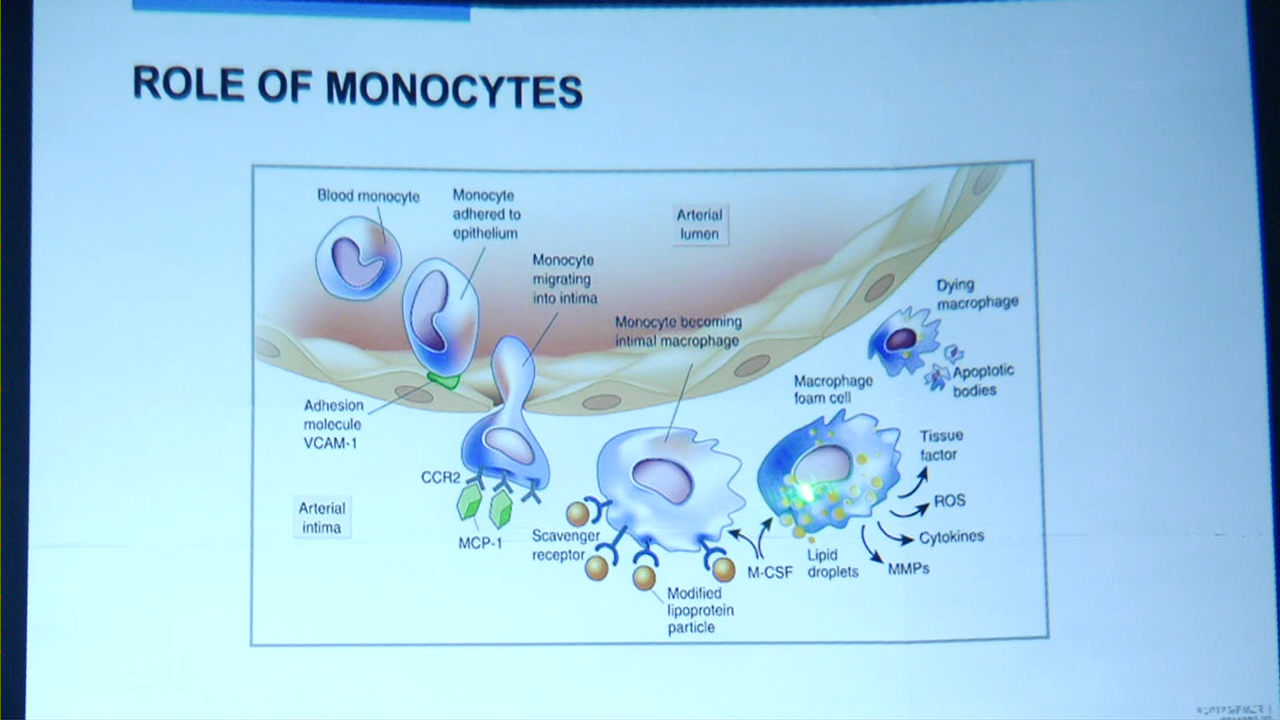 ROLE OF MONOCYTES
Blood monocyte
Monocyte
adhered to
epithelium
Arterial
lumen
Monocyte
migrating
into intima
Dying
macrophage
Monocyte becoming
intimal macrophage
Apoptotic
bodies
Macrophage
foam cell
Adhesion
molecule
VCAM-1
Tissue
factor
CCR2
ROS
Arterial
intima
MCP-1
Scavenger
receptor
Cytokines
M-CSF
Lipid
droplets
MMPs
Modified
lipoprotein
particle